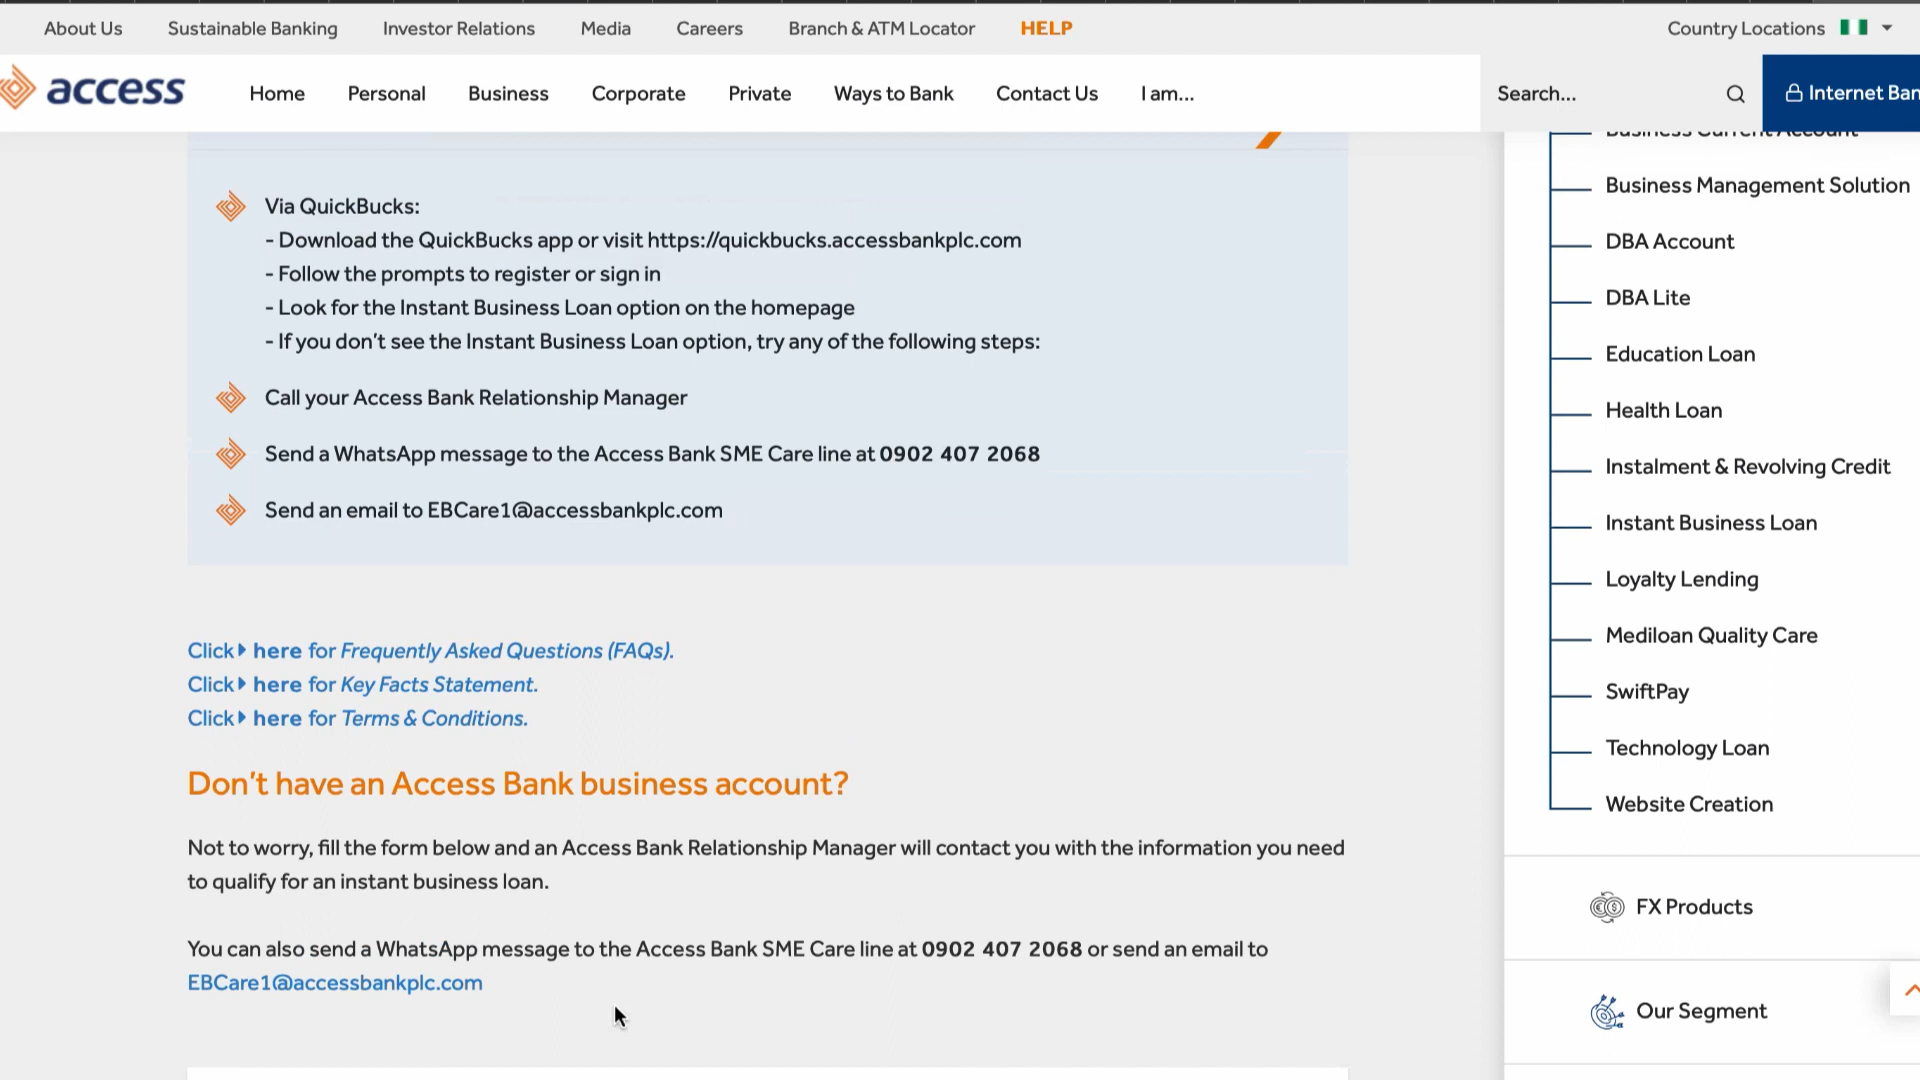 About Us Sustainable Banking Investor Relations Media Careers Branch & ATM Locator HELP Country Locations
access Home Personal Business Corporate Private Ways to Bank Contact Us I am... Search... Internet Ban
Via QuickBucks:
- Download the QuickBucks app or visit https://quickbucks.accessbankplc.com
- Follow the prompts to register or sign in
- Look for the Instant Business Loan option on the homepage
- If you don't see the Instant Business Loan option, try any of the following steps:
Call your Access Bank Relationship Manager
Send a WhatsApp message to the Access Bank SME Care line at 0902 407 2068
Send an email to EBCare1@accessbankplc.com
Click here for Frequently Asked Questions (FAQs).
Click here for Key Facts Statement.
Click here for Terms & Conditions.
Don't have an Access Bank business account?
Not to worry, fill the form below and an Access Bank Relationship Manager will contact you with the information you need
to qualify for an instant business loan.
You can also send a WhatsApp message to the Access Bank SME Care line at 0902 407 2068 or send an email to
EBCare1@accessbankplc.com
Business Current Account
Business Management Solution
DBA Account
DBA Lite
Education Loan
Health Loan
Instalment & Revolving Credit
Instant Business Loan
Loyalty Lending
Mediloan Quality Care
SwiftPay
Technology Loan
Website Creation
FX Products
Our Segment